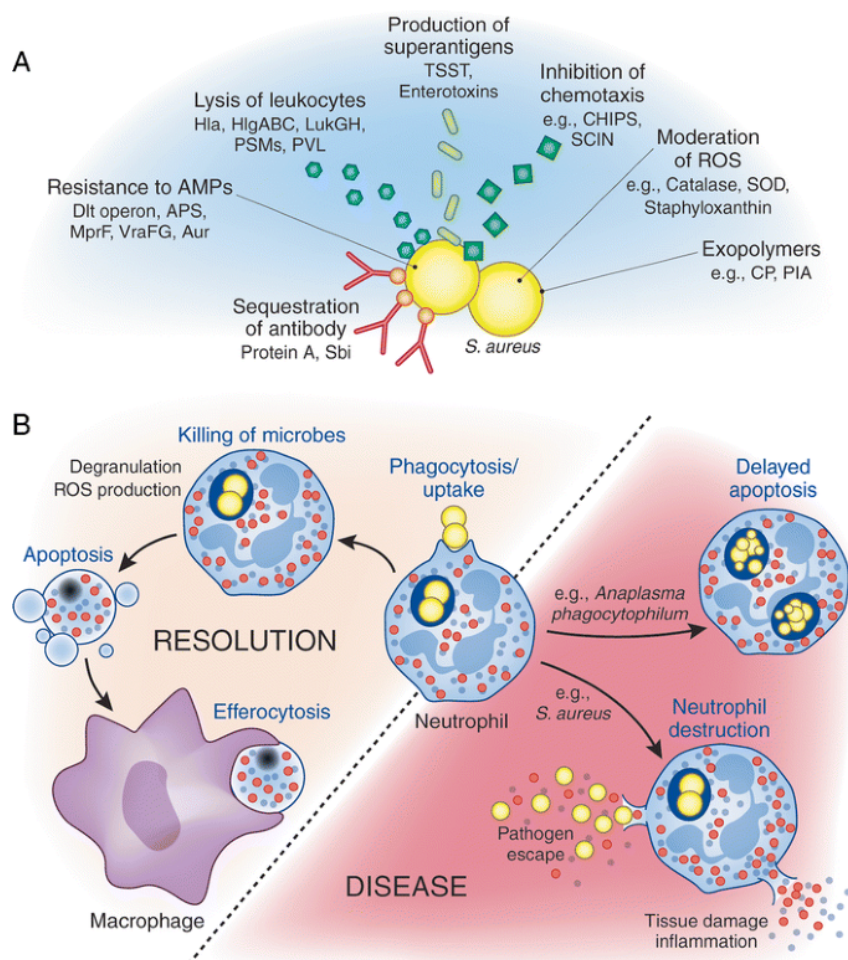 A
Production of
superantigens
TSST,
Enterotoxins
Lysis of leukocytes
Hla, HlgABC, LukGH,
PSMs, PVL
Inhibition of
chemotaxis
e.g., CHIPS,
SCIN
Moderation
of ROS
e.g., Catalase, SOD,
Staphyloxanthin
Resistance to AMPs
Dlt operon, APS,
MprF, VraFG, Aur
Exopolymers
e.g., CP, PIA
Sequestration
of antibody
Protein A, Sbi
S. aureus
B
Killing of microbes
Degranulation
ROS production
Phagocytosis/
uptake
Delayed
apoptosis
Apoptosis
e.g., Anaplasma
phagocytophilum
RESOLUTION
Efferocytosis
Neutrophil
e.g.,
S. aureus
Neutrophil
destruction
Pathogen
escape
DISEASE
Macrophage
Tissue damage
inflammation